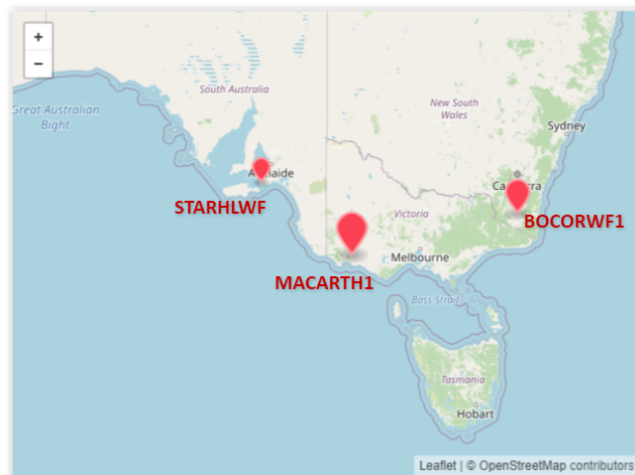 +
−
South Australia
Great Australian
Bight
New South
Wales
Sydney
Adelaide
STARHLWF
BOCORWF1
Victoria
Melbourne
MACARTH1
Bass Strait
Tasmania
Hobart
Leaflet | © OpenStreetMap contributors